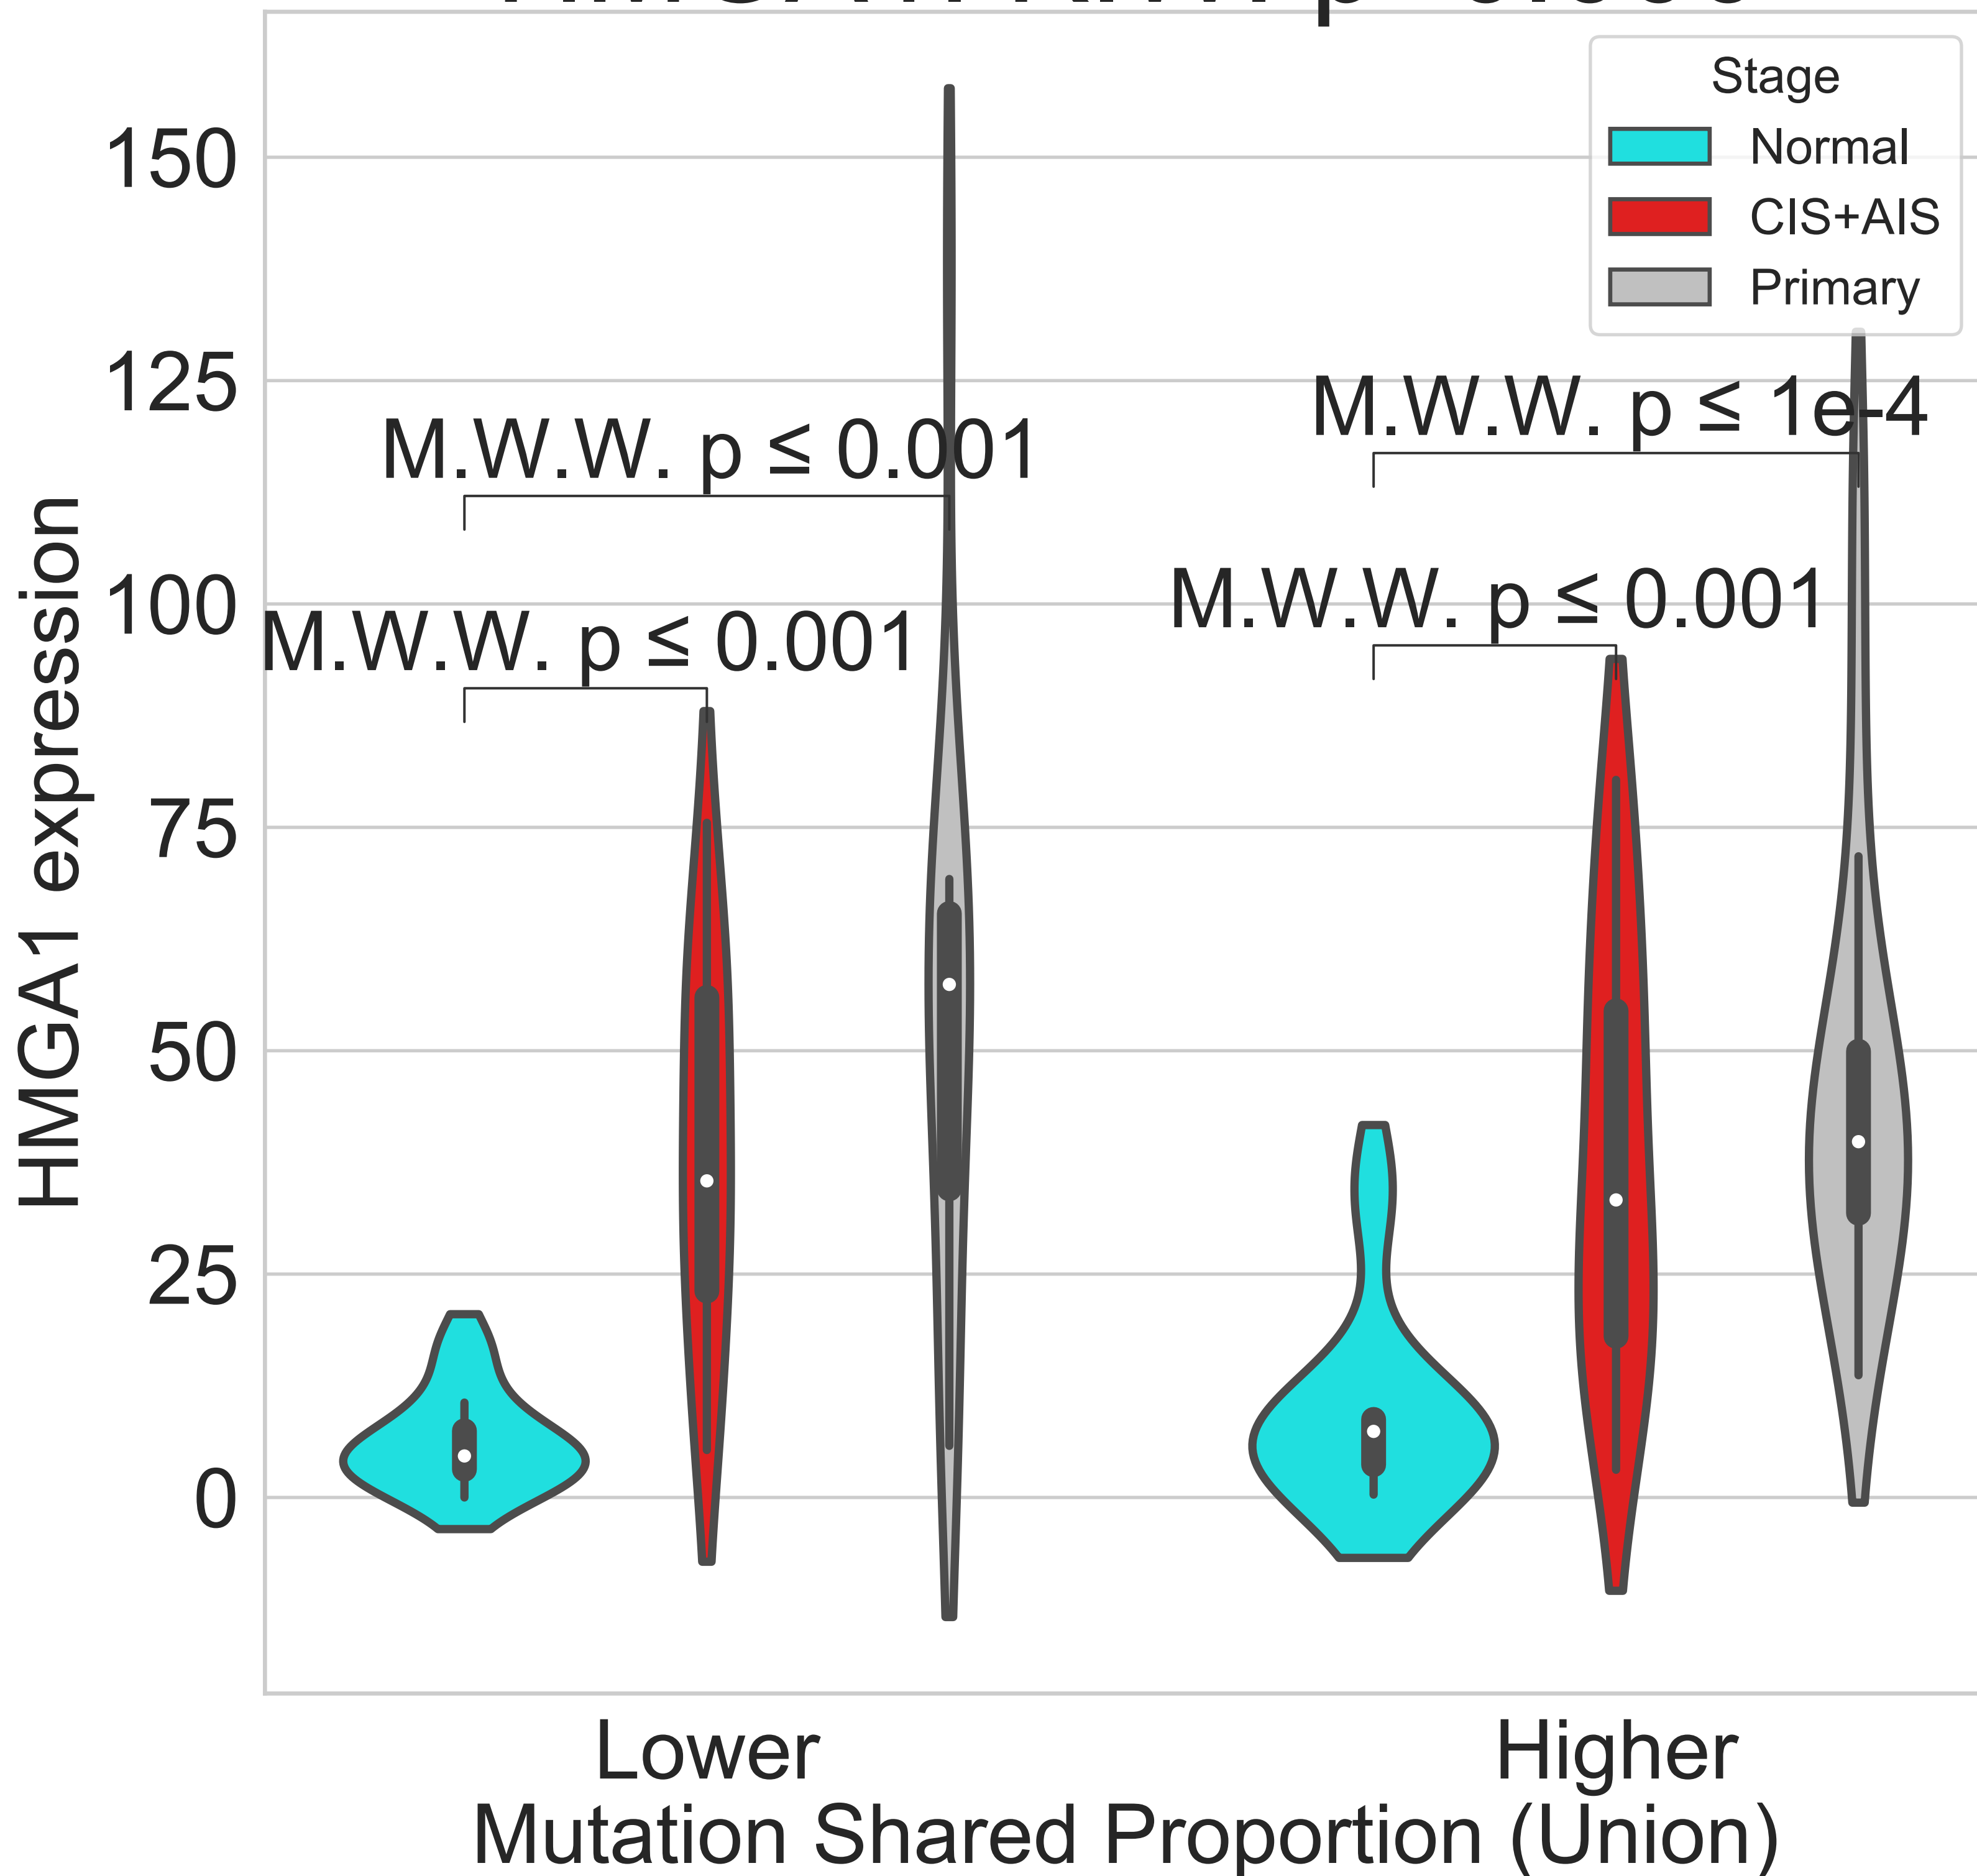 Stage
Normal
CIS+AIS
Primary
150
125
100
75
50
25
0
HMGA1 expression
M.W.W. p ≤ 0.001
M.W.W. p ≤ 1e-4
M.W.W. p ≤ 0.001
M.W.W. p ≤ 0.001
Lower
Higher
Mutation Shared Proportion (Union)